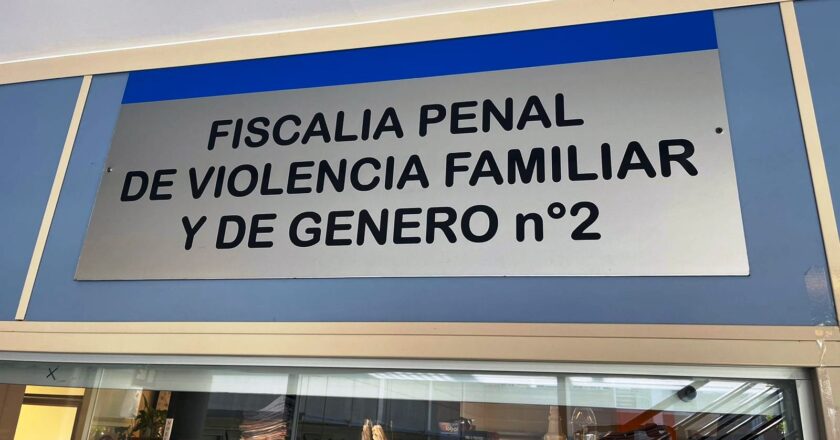 FISCALIA PENAL
DE VIOLENCIA FAMILIAR
Y DE GENERO n°2
X